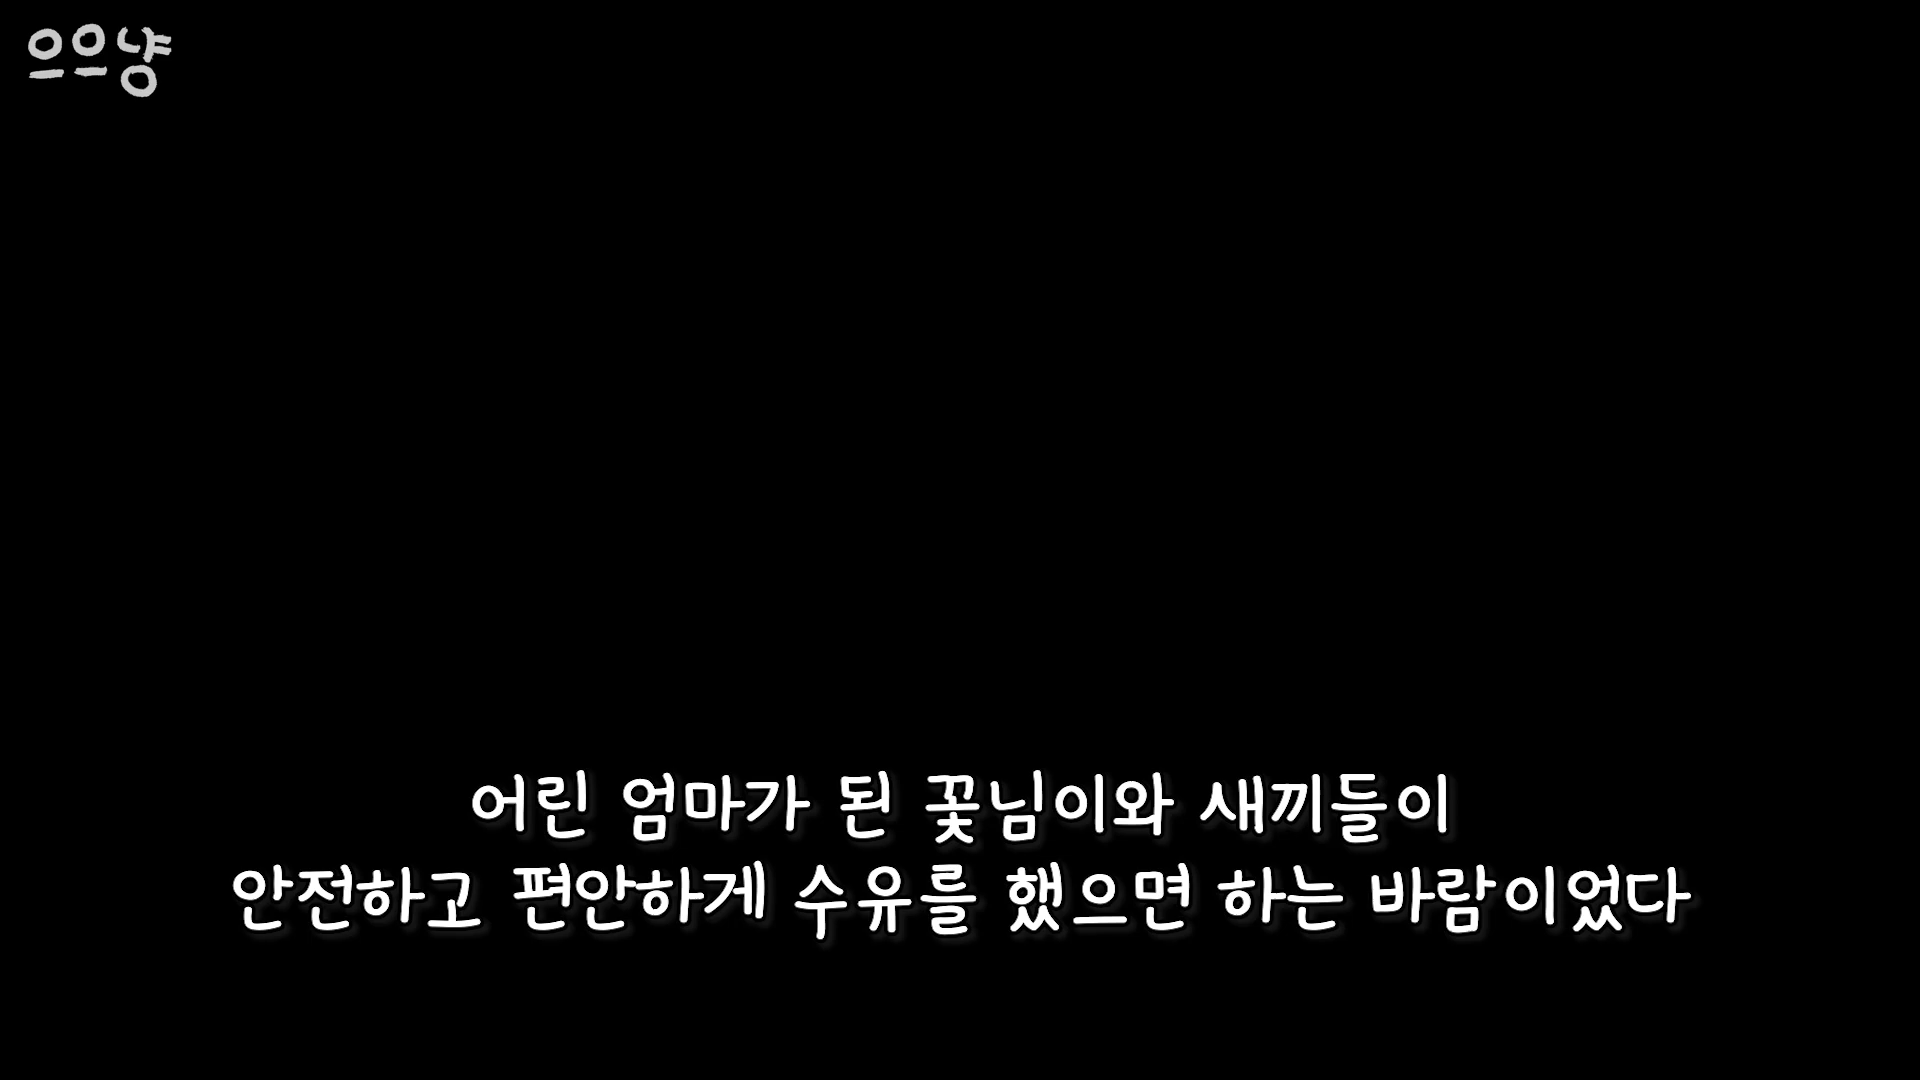 으으냥
어린 엄마가 된 꽃님이와 새끼들이
안전하고 편안하게 수유를 했으면 하는 바람이었다